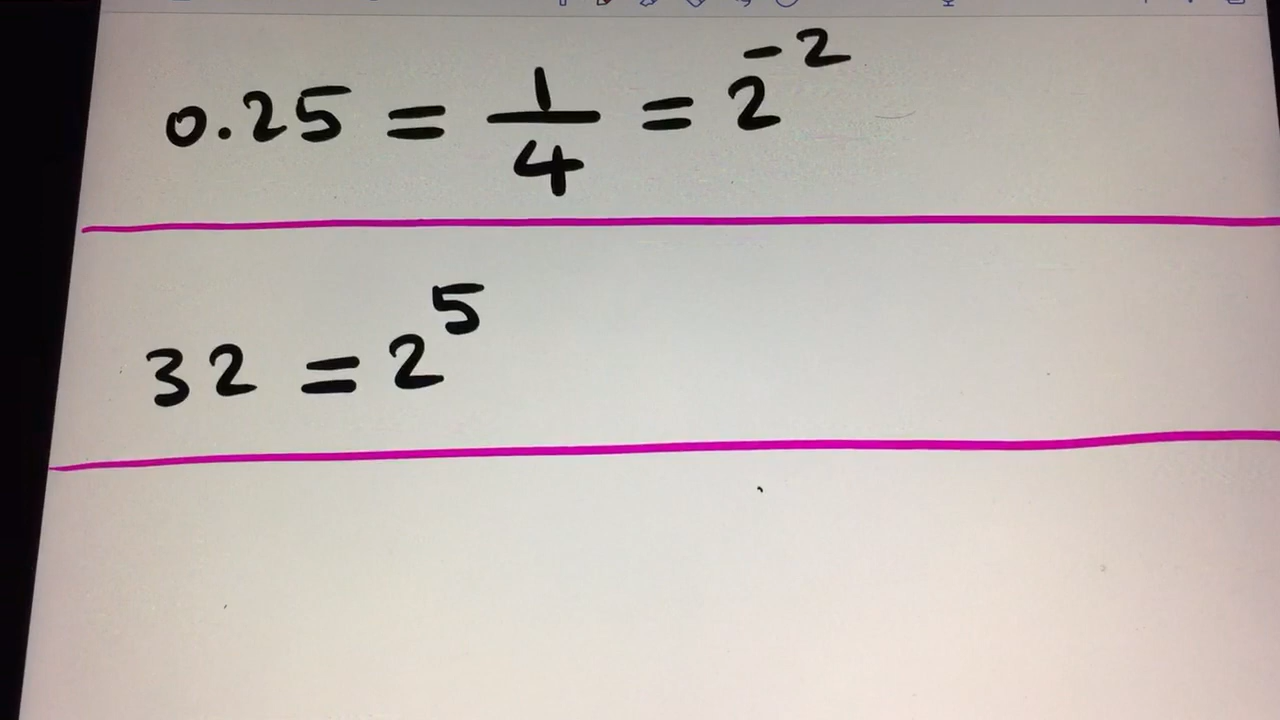 0.25 = 1/4 = 2^-2
32 = 2^5